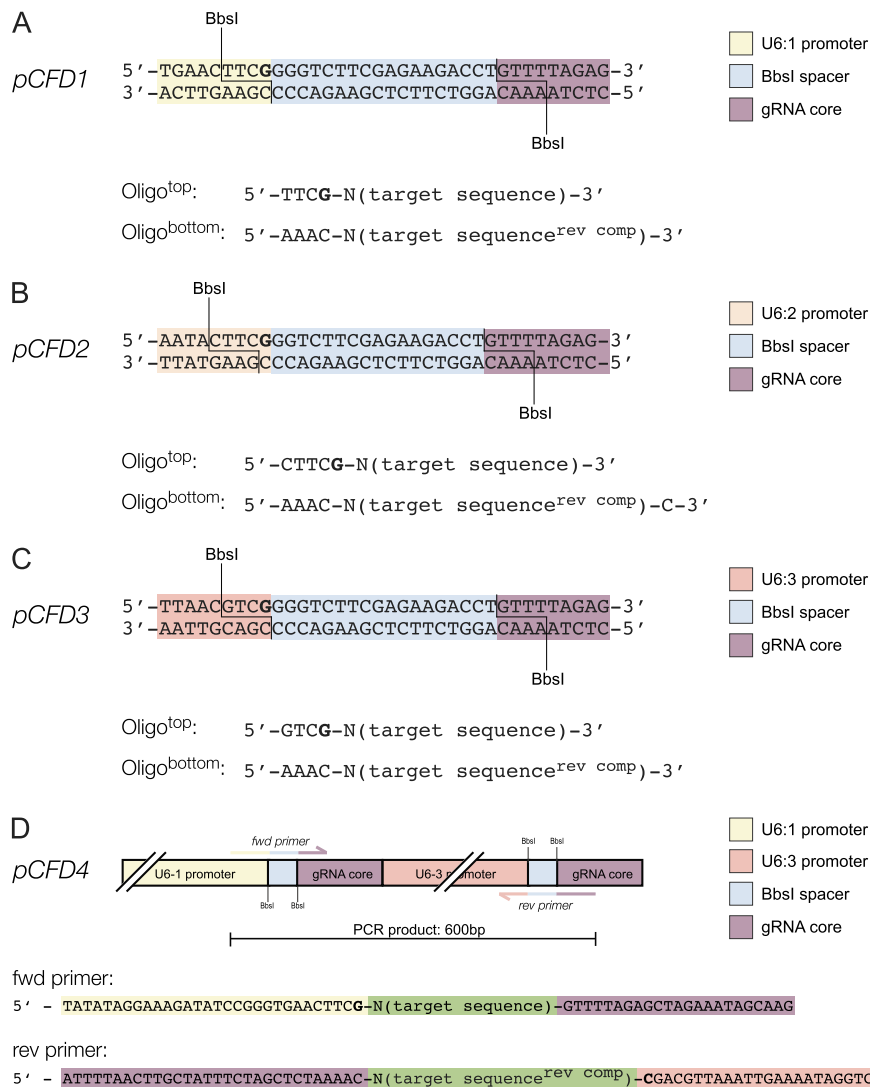 A
BbsI
pCFD1
5’-TGAACTTCGGGGTCTTCGAGAAGACCTGTTTTAGAG-3’
3’-ACTTGAAGCCCCAGAAGCTCTTCTGGACAAAATCTC-5’
BbsI
U6:1 promoter
BbsI spacer
gRNA core
Oligotop: 5’-TTCG-N(target sequence)-3’
Oligobottom: 5’-AAAC-N(target sequencerev comp)-3’
B
BbsI
pCFD2
5’-AATACTTCGGGTCTTCGAGAAGACCTGTTTTAGAG-3’
3’-TTATGAAGCCCAGAAGCTCTTCTGGACAAAATCTC-5’
BbsI
U6:2 promoter
BbsI spacer
gRNA core
Oligotop: 5’-CTTCG-N(target sequence)-3’
Oligobottom: 5’-AAAC-N(target sequencerev comp)-C-3’
C
BbsI
pCFD3
5’-TTAACGTCGGGGTCTTCGAGAAGACCTGTTTTAGAG-3’
3’-AATTGCAGCCCCAGAAGCTCTTCTGGACAAAATCTC-5’
BbsI
U6:3 promoter
BbsI spacer
gRNA core
Oligotop: 5’-GTCG-N(target sequence)-3’
Oligobottom: 5’-AAAC-N(target sequencerev comp)-3’
D
pCFD4
fwd primer
BbsI BbsI
U6-1 promoter gRNA core U6-3 promoter gRNA core
BbsI BbsI
rev primer
PCR product: 600bp
U6:1 promoter
U6:3 promoter
BbsI spacer
gRNA core
fwd primer:
5‘ - TATATAGGAAAGATATCCGGGTGAACTTCG-N(target sequence)-GTTTTAGAGCTAGAAATAGCAAG
rev primer:
5‘ - ATTTTAACTTGCTATTTCTAGCTCTAAAAC-N(target sequencerev comp)-CGACGTTAAATTGAAAATAGGTC